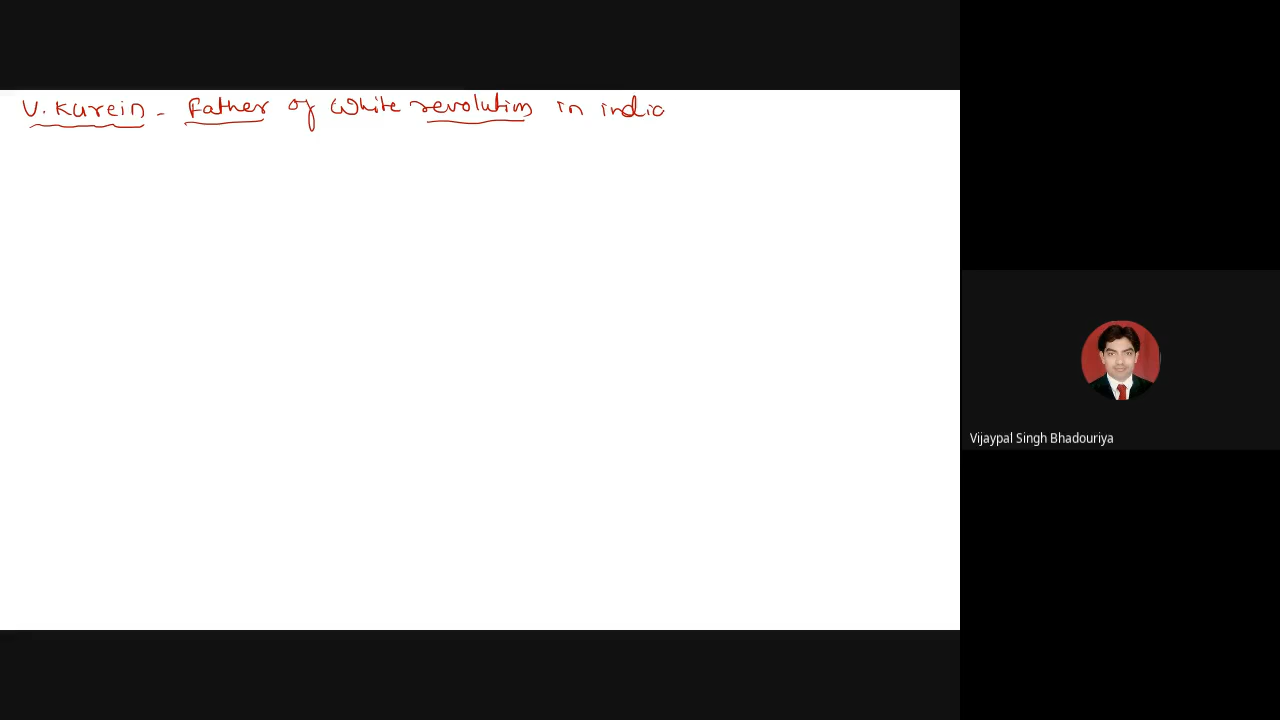 V. Kurein - Father of White revolution in india
Vijaypal Singh Bhadouriya